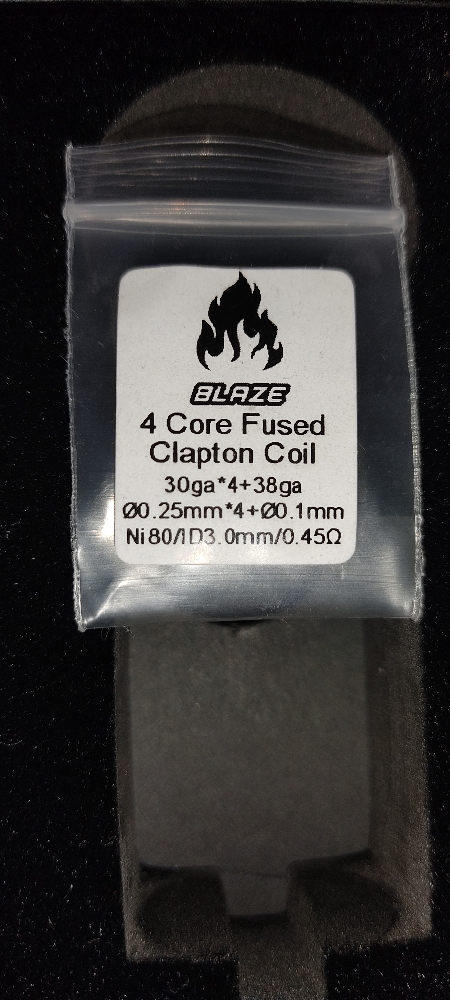 BLAZE
4 Core Fused
Clapton Coil
30ga*4+38ga
Ø0.25mm*4+Ø0.1mm
Ni80/ID3.0mm/0.45Ω